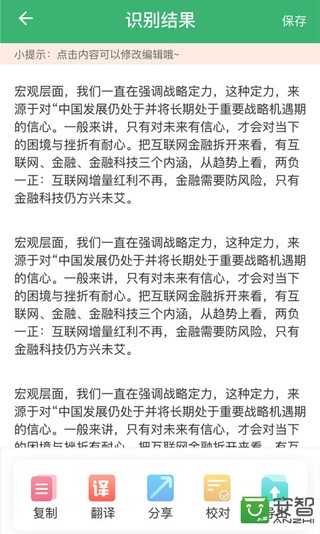 识别结果
保存
小提示：点击内容可以修改编辑哦~
宏观层面，我们一直在强调战略定力，这种定力，来
源于对“中国发展仍处于并将长期处于重要战略机遇期
的信心。一般来讲，只有对未来有信心，才会对当下
的困境与挫折有耐心。把互联网金融拆开来看，有互
联网、金融、金融科技三个内涵，从趋势上看，两负
一正：互联网增量红利不再，金融需要防风险，只有
金融科技仍方兴未艾。
宏观层面，我们一直在强调战略定力，这种定力，来
源于对“中国发展仍处于并将长期处于重要战略机遇期
的信心。一般来讲，只有对未来有信心，才会对当下
的困境与挫折有耐心。把互联网金融拆开来看，有互
联网、金融、金融科技三个内涵，从趋势上看，两负
一正：互联网增量红利不再，金融需要防风险，只有
金融科技仍方兴未艾。
宏观层面，我们一直在强调战略定力，这种定力，来
源于对“中国发展仍处于并将长期处于重要战略机遇期
的信心。一般来讲，只有对未来有信心，才会对当下
的困境与挫折有耐心。把互联网金融拆开来看，有互
译
复制
翻译
分享
校对
安智
ANZHI